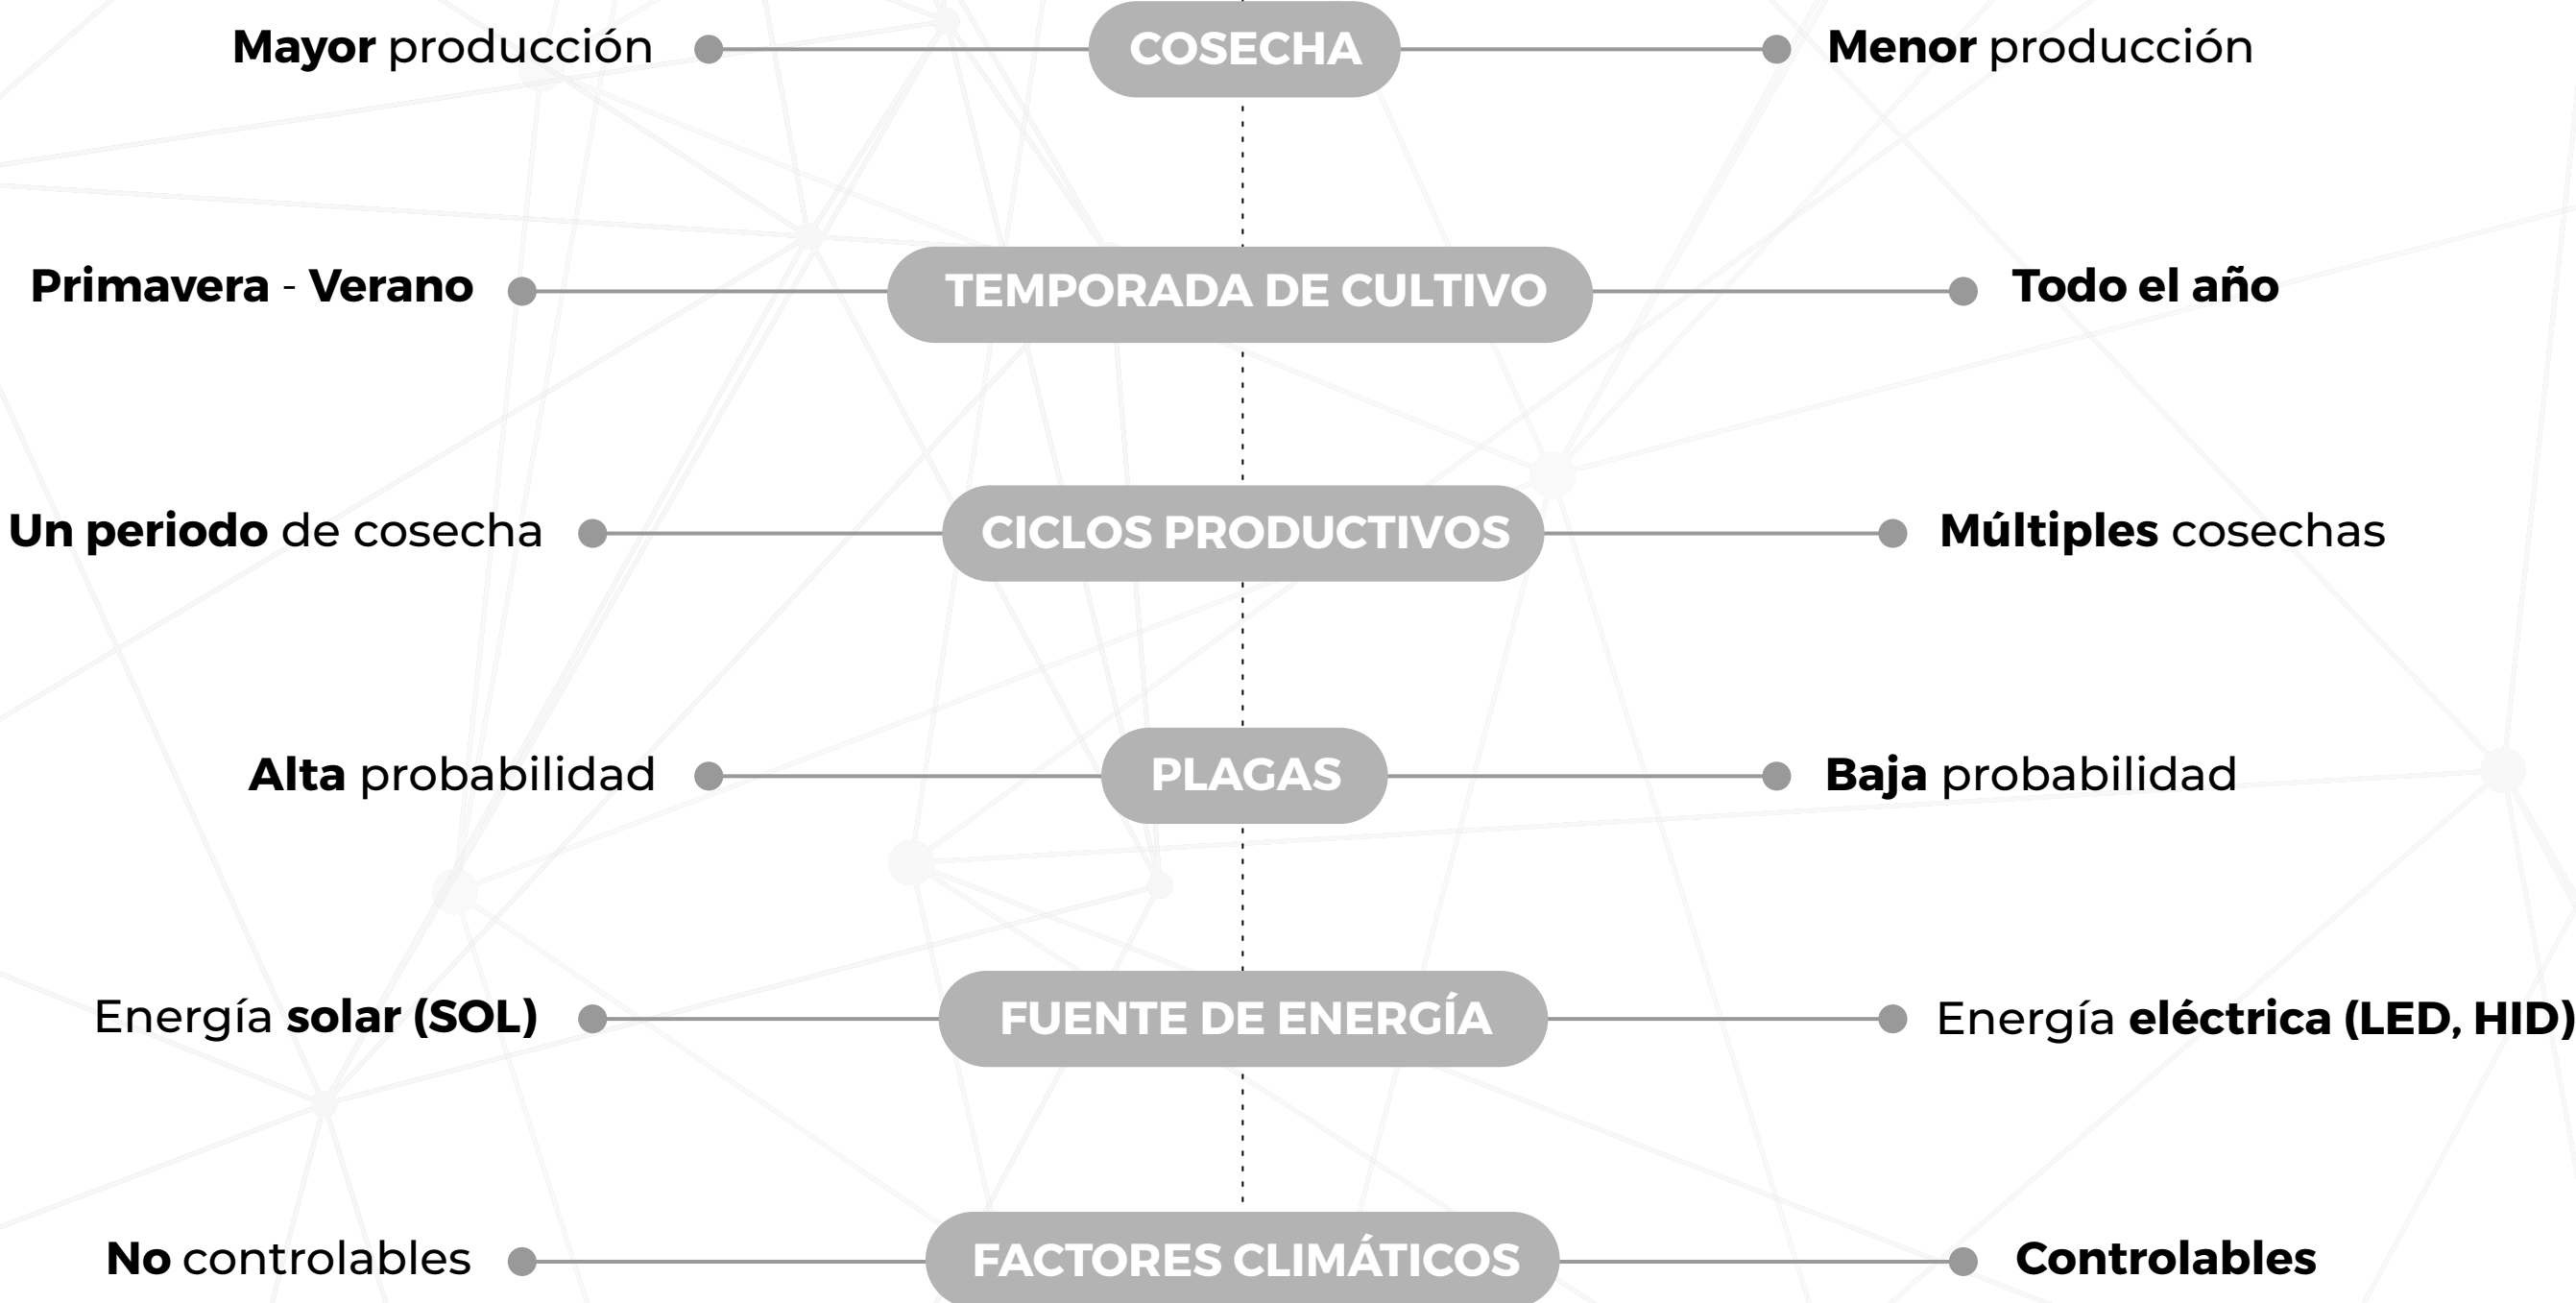 Mayor producción COSECHA Menor producción
Primavera - Verano TEMPORADA DE CULTIVO Todo el año
Un periodo de cosecha CICLOS PRODUCTIVOS Múltiples cosechas
Alta probabilidad PLAGAS Baja probabilidad
Energía solar (SOL) FUENTE DE ENERGÍA Energía eléctrica (LED, HID)
No controlables FACTORES CLIMÁTICOS Controlables